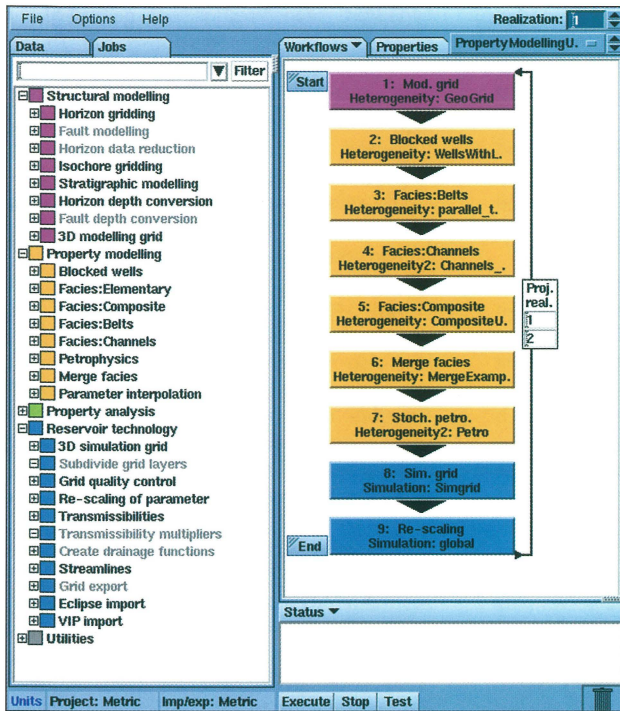 File Options Help Realization: 1
Data Jobs
Filter
Structural modelling
Horizon gridding
Fault modelling
Horizon data reduction
Isochore gridding
Stratigraphic modelling
Horizon depth conversion
Fault depth conversion
3D modelling grid
Property modelling
Blocked wells
Facies:Elementary
Facies:Composite
Facies:Belts
Facies:Channels
Petrophysics
Merge facies
Parameter interpolation
Property analysis
Reservoir technology
3D simulation grid
Subdivide grid layers
Grid quality control
Re-scaling of parameter
Transmissibilities
Transmissibility multipliers
Create drainage functions
Streamlines
Grid export
Eclipse import
VIP import
Utilities
Units Project: Metric Imp/exp: Metric
Workflows Properties PropertyModellingU.
Start
1: Mod. grid
Heterogeneity: GeoGrid
2: Blocked wells
Heterogeneity: WellsWithL.
3: Facies:Belts
Heterogeneity: parallel_t.
4: Facies:Channels
Heterogeneity2: Channels_.
5: Facies:Composite
Heterogeneity: CompositeU.
6: Merge facies
Heterogeneity: MergeExamp.
7: Stoch. petro.
Heterogeneity2: Petro
8: Sim. grid
Simulation: Simgrid
9: Re-scaling
Simulation: global
End
Proj.
real.
1
2
Status
Execute Stop Test